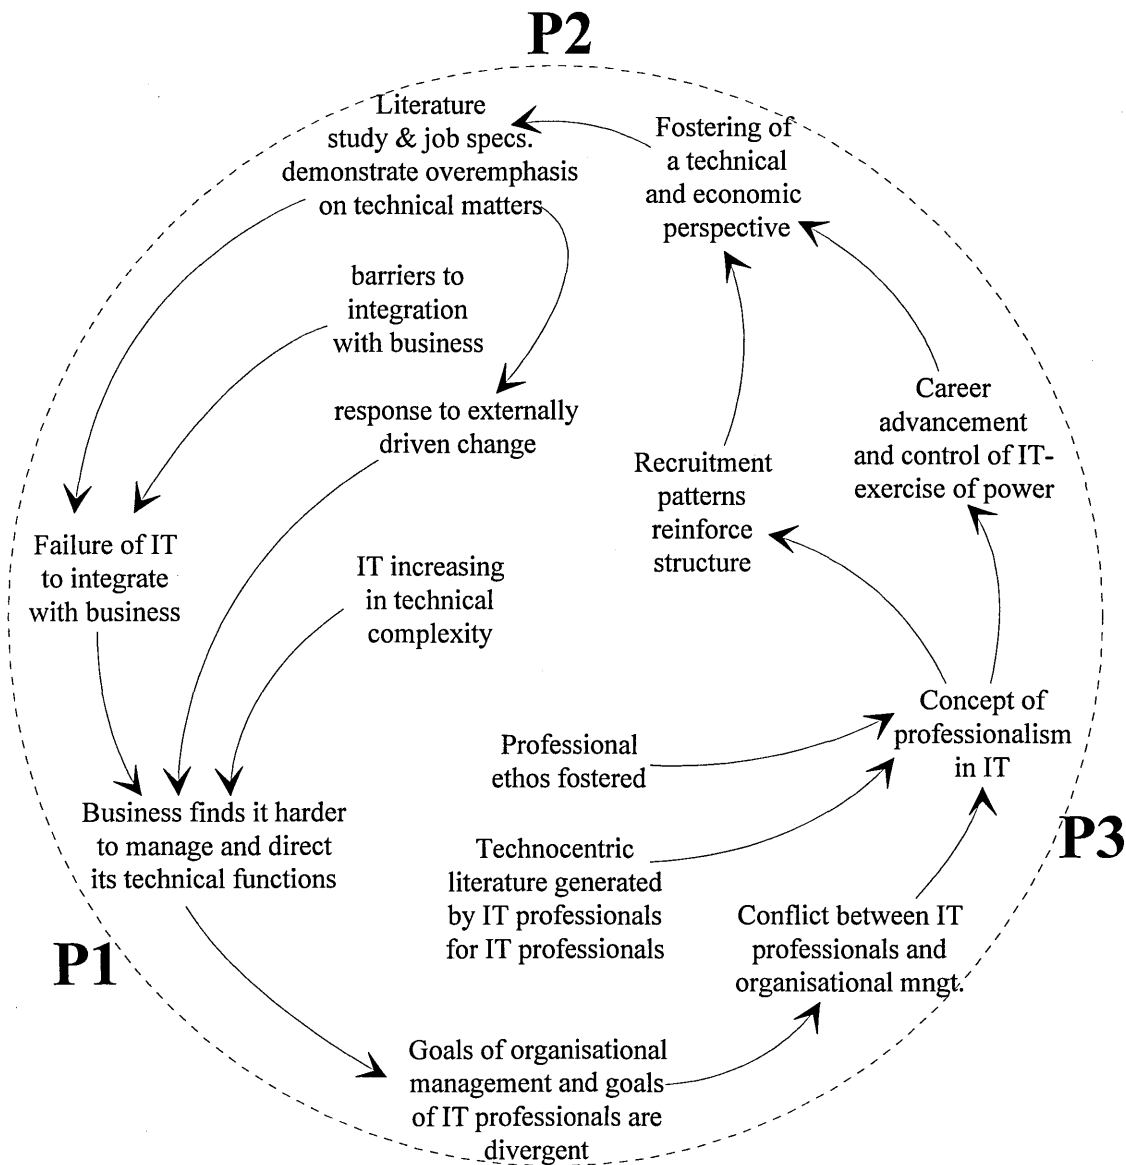 P2
Literature
study & job specs.
demonstrate overemphasis
on technical matters
Fostering of
a technical
and economic
perspective
barriers to
integration
with business
response to externally
driven change
Career
advancement
and control of IT-
exercise of power
Recruitment
patterns
reinforce
structure
Failure of IT
to integrate
with business
IT increasing
in technical
complexity
Concept of
professionalism
in IT
Professional
ethos fostered
Business finds it harder
to manage and direct
its technical functions
Technocentric
literature generated
by IT professionals
for IT professionals
P3
Conflict between IT
professionals and
organisational mngt.
P1
Goals of organisational
management and goals
of IT professionals are
divergent